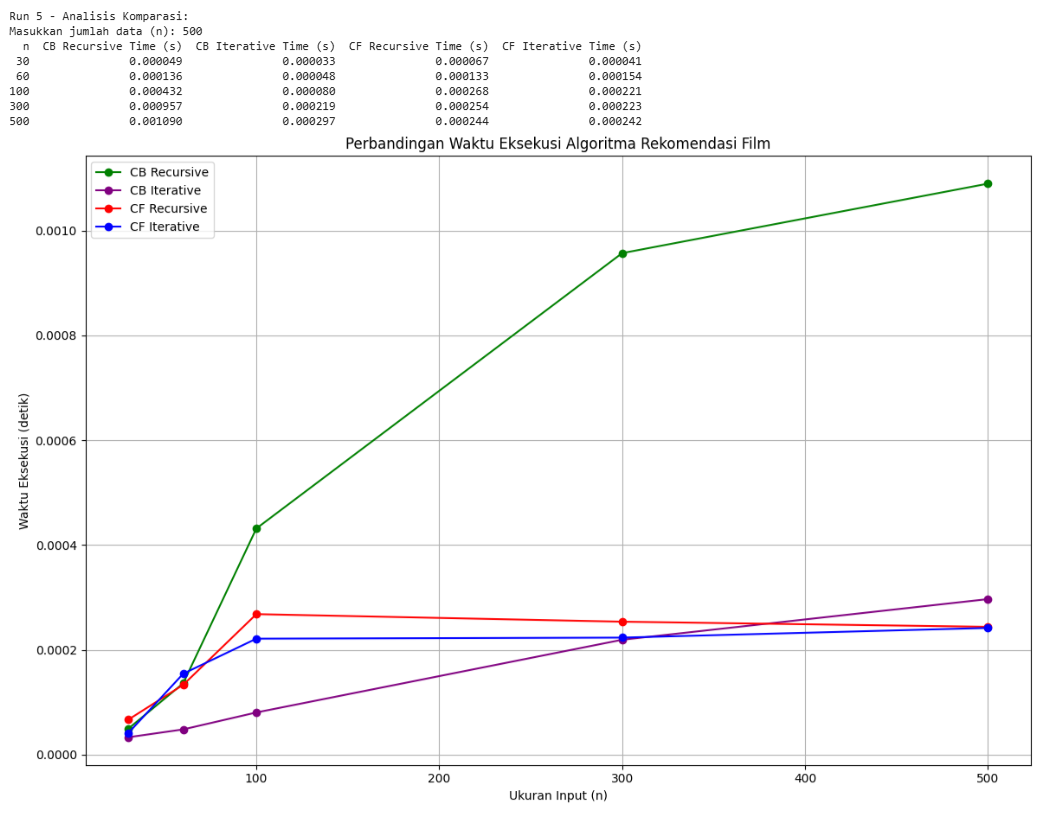 Run 5 - Analisis Komparasi:
Masukkan jumlah data (n): 500
n CB Recursive Time (s) CB Iterative Time (s) CF Recursive Time (s) CF Iterative Time (s)
30 0.000049 0.000033 0.000067 0.000041
60 0.000136 0.000048 0.000133 0.000154
100 0.000432 0.000080 0.000268 0.000221
300 0.000957 0.000219 0.000254 0.000223
500 0.001090 0.000297 0.000244 0.000242
Perbandingan Waktu Eksekusi Algoritma Rekomendasi Film
CB Recursive
CB Iterative
CF Recursive
CF Iterative
Waktu Eksekusi (detik)
0.0010
0.0008
0.0006
0.0004
0.0002
0.0000
100 200 300 400 500
Ukuran Input (n)